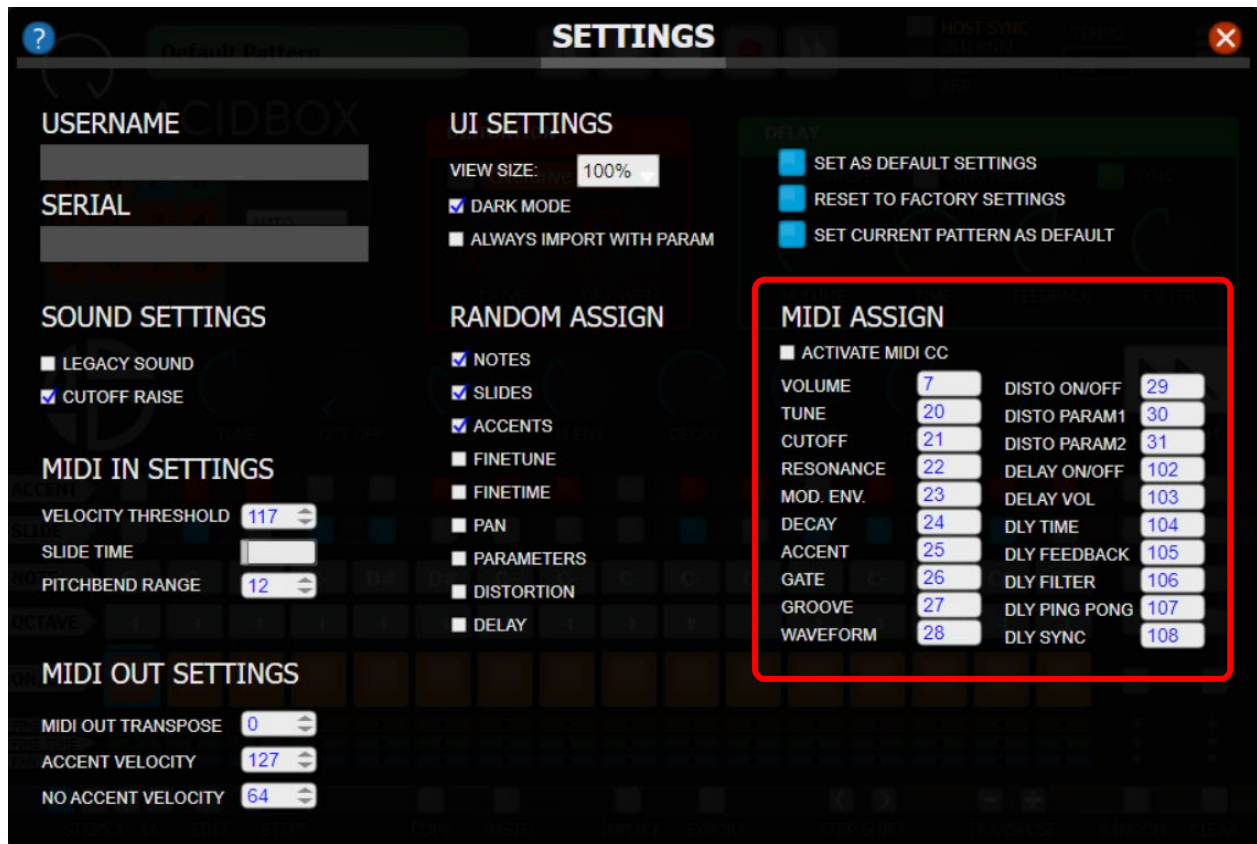 ?
SETTINGS
Default Pattern
HOST SYNC
ACIDBOX
USERNAME
SERIAL
UI SETTINGS
VIEW SIZE: 100%
DARK MODE
ALWAYS IMPORT WITH PARAM
DELAY
SET AS DEFAULT SETTINGS
RESET TO FACTORY SETTINGS
SET CURRENT PATTERN AS DEFAULT
SOUND SETTINGS
LEGACY SOUND
CUTOFF RAISE
MIDI IN SETTINGS
VELOCITY THRESHOLD 117
SLIDE TIME
PITCHBEND RANGE 12
MIDI OUT SETTINGS
MIDI OUT TRANSPOSE 0
ACCENT VELOCITY 127
NO ACCENT VELOCITY 64
RANDOM ASSIGN
NOTES
SLIDES
ACCENTS
FINETUNE
FINETIME
PAN
PARAMETERS
DISTORTION
DELAY
MIDI ASSIGN
ACTIVATE MIDI CC
VOLUME 7
TUNE 20
CUTOFF 21
RESONANCE 22
MOD. ENV. 23
DECAY 24
ACCENT 25
GATE 26
GROOVE 27
WAVEFORM 28
DISTO ON/OFF 29
DISTO PARAM1 30
DISTO PARAM2 31
DELAY ON/OFF 102
DELAY VOL 103
DLY TIME 104
DLY FEEDBACK 105
DLY FILTER 106
DLY PING PONG 107
DLY SYNC 108